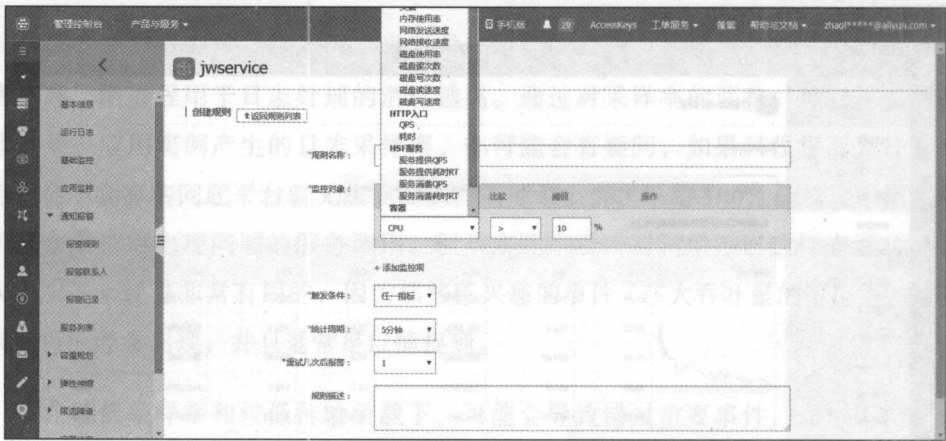 管理控制台 产品与服务 手机版 29 AccessKeys 工单服务 备案 帮助与文档 zhaol*****@aliyun.com
jwservice
创建规则 返回规则列表
基本信息
运行日志
基础监控
应用监控
通知报警
报警规则
报警联系人
报警记录
服务列表
容量规划
弹性伸缩
限流降级
内存使用率
网络发送速度
网络接收速度
磁盘使用率
磁盘读次数
磁盘写次数
磁盘读速度
磁盘写速度
HTTP入口
QPS
耗时
HSF服务
服务提供QPS
服务提供耗时RT
服务消费QPS
服务消费耗时RT
容器
*规则名称：
*监控对象：
比较 阈值 操作
CPU > 10 %
+ 添加监控项
*触发条件： 任一指标
*统计周期： 5分钟
*重试几次后报警： 1
规则描述：